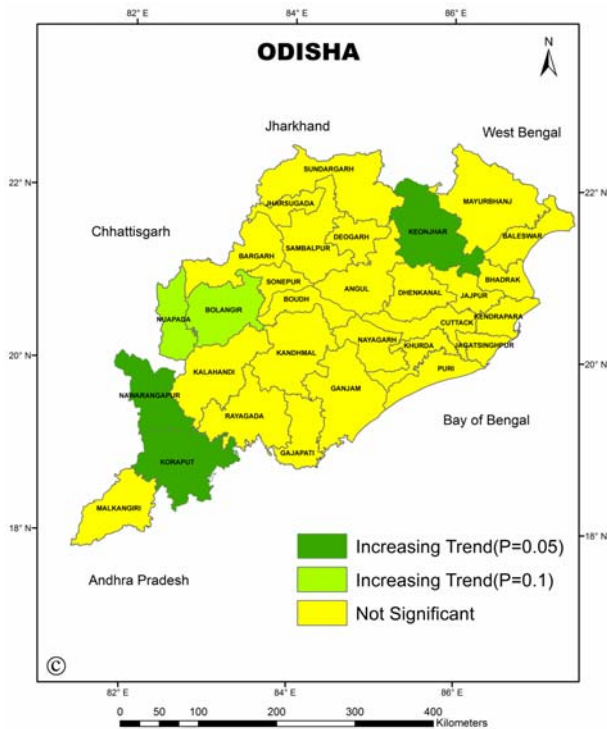 82° E
84° E
86° E
ODISHA
N
Jharkhand
West Bengal
SUNDARGARH
22° N
22° N
MAYURBHANJ
JHARSUGADA
Chhattisgarh
KEONJHAR
DEOGARH
BALESWAR
SAMBALPUR
BARGARH
BHADRAK
SONEPUR
ANGUL
DHENKANAL
JAJPUR
BOUDH
BOLANGIR
NUAPADA
KENDRAPARA
CUTTACK
NAYAGARH
KHURDA
JAGATSINGHPUR
20° N
20° N
KANDHMAL
KALAHANDI
PURI
GANJAM
NAWARANGAPUR
RAYAGADA
Bay of Bengal
GAJAPATI
KORAPUT
MALKANGIRI
18° N
18° N
Increasing Trend(P=0.05)
Andhra Pradesh
Increasing Trend(P=0.1)
Not Significant
©
82° E
84° E
86° E
0 50 100 200 300 400
Kilometers